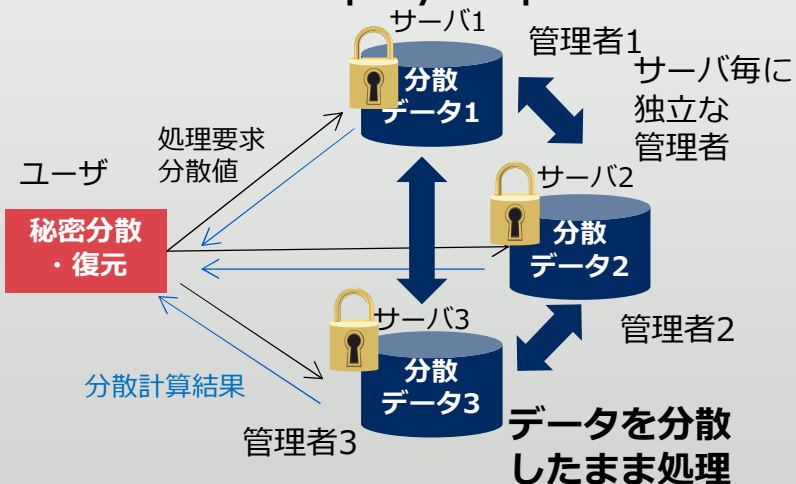 サーバ1
管理者1
サーバ毎に
独立な
管理者
分散
データ1
処理要求
分散値
ユーザ
秘密分散
・復元
サーバ2
分散
データ2
管理者2
サーバ3
分散
データ3
分散計算結果
管理者3
データを分散
したまま処理